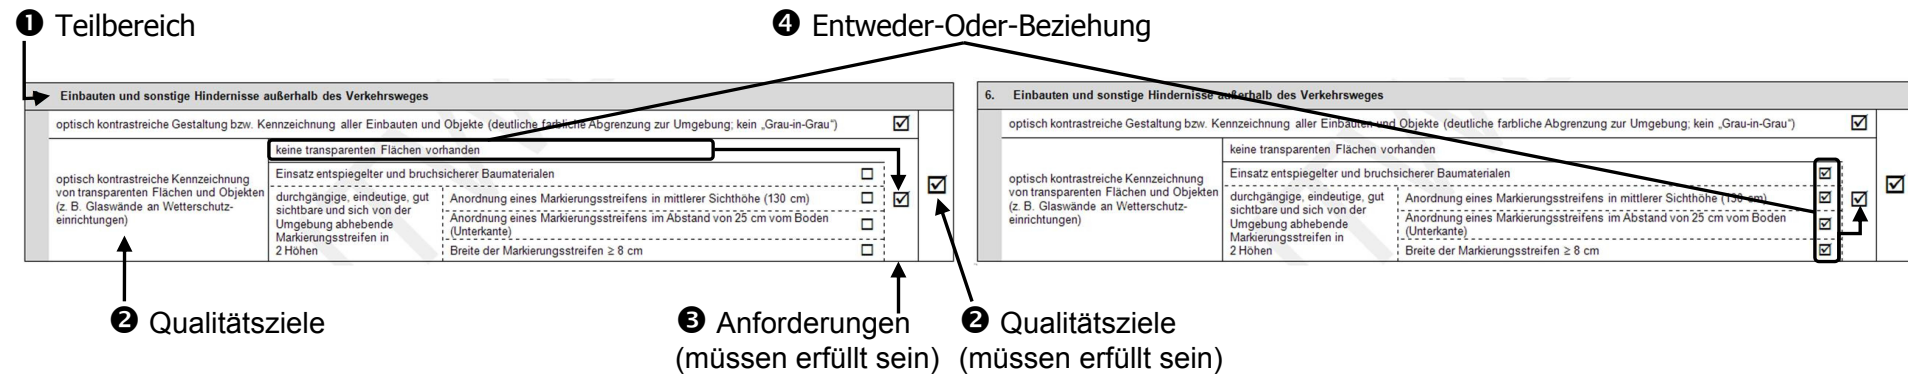 ❶ Teilbereich
❹ Entweder-Oder-Beziehung
Einbauten und sonstige Hindernisse außerhalb des Verkehrsweges
optisch kontrastreiche Gestaltung bzw. Kennzeichnung aller Einbauten und Objekte (deutliche farbliche Abgrenzung zur Umgebung; kein „Grau-in-Grau“)
optisch kontrastreiche Kennzeichnung
von transparenten Flächen und Objekten
(z. B. Glaswände an Wetterschutz-
einrichtungen)
keine transparenten Flächen vorhanden
Einsatz entspiegelter und bruchsicherer Baumaterialen
durchgängige, eindeutige, gut
sichtbare und sich von der
Umgebung abhebende
Markierungsstreifen in
2 Höhen
Anordnung eines Markierungsstreifens in mittlerer Sichthöhe (130 cm)
Anordnung eines Markierungsstreifens im Abstand von 25 cm vom Boden
(Unterkante)
Breite der Markierungsstreifen ≥ 8 cm
6. Einbauten und sonstige Hindernisse außerhalb des Verkehrsweges
optisch kontrastreiche Gestaltung bzw. Kennzeichnung aller Einbauten und Objekte (deutliche farbliche Abgrenzung zur Umgebung; kein „Grau-in-Grau“)
optisch kontrastreiche Kennzeichnung
von transparenten Flächen und Objekten
(z. B. Glaswände an Wetterschutz-
einrichtungen)
keine transparenten Flächen vorhanden
Einsatz entspiegelter und bruchsicherer Baumaterialen
durchgängige, eindeutige, gut
sichtbare und sich von der
Umgebung abhebende
Markierungsstreifen in
2 Höhen
Anordnung eines Markierungsstreifens in mittlerer Sichthöhe (130 cm)
Anordnung eines Markierungsstreifens im Abstand von 25 cm vom Boden
(Unterkante)
Breite der Markierungsstreifen ≥ 8 cm
❷ Qualitätsziele
❸ Anforderungen
(müssen erfüllt sein)
❷ Qualitätsziele
(müssen erfüllt sein)